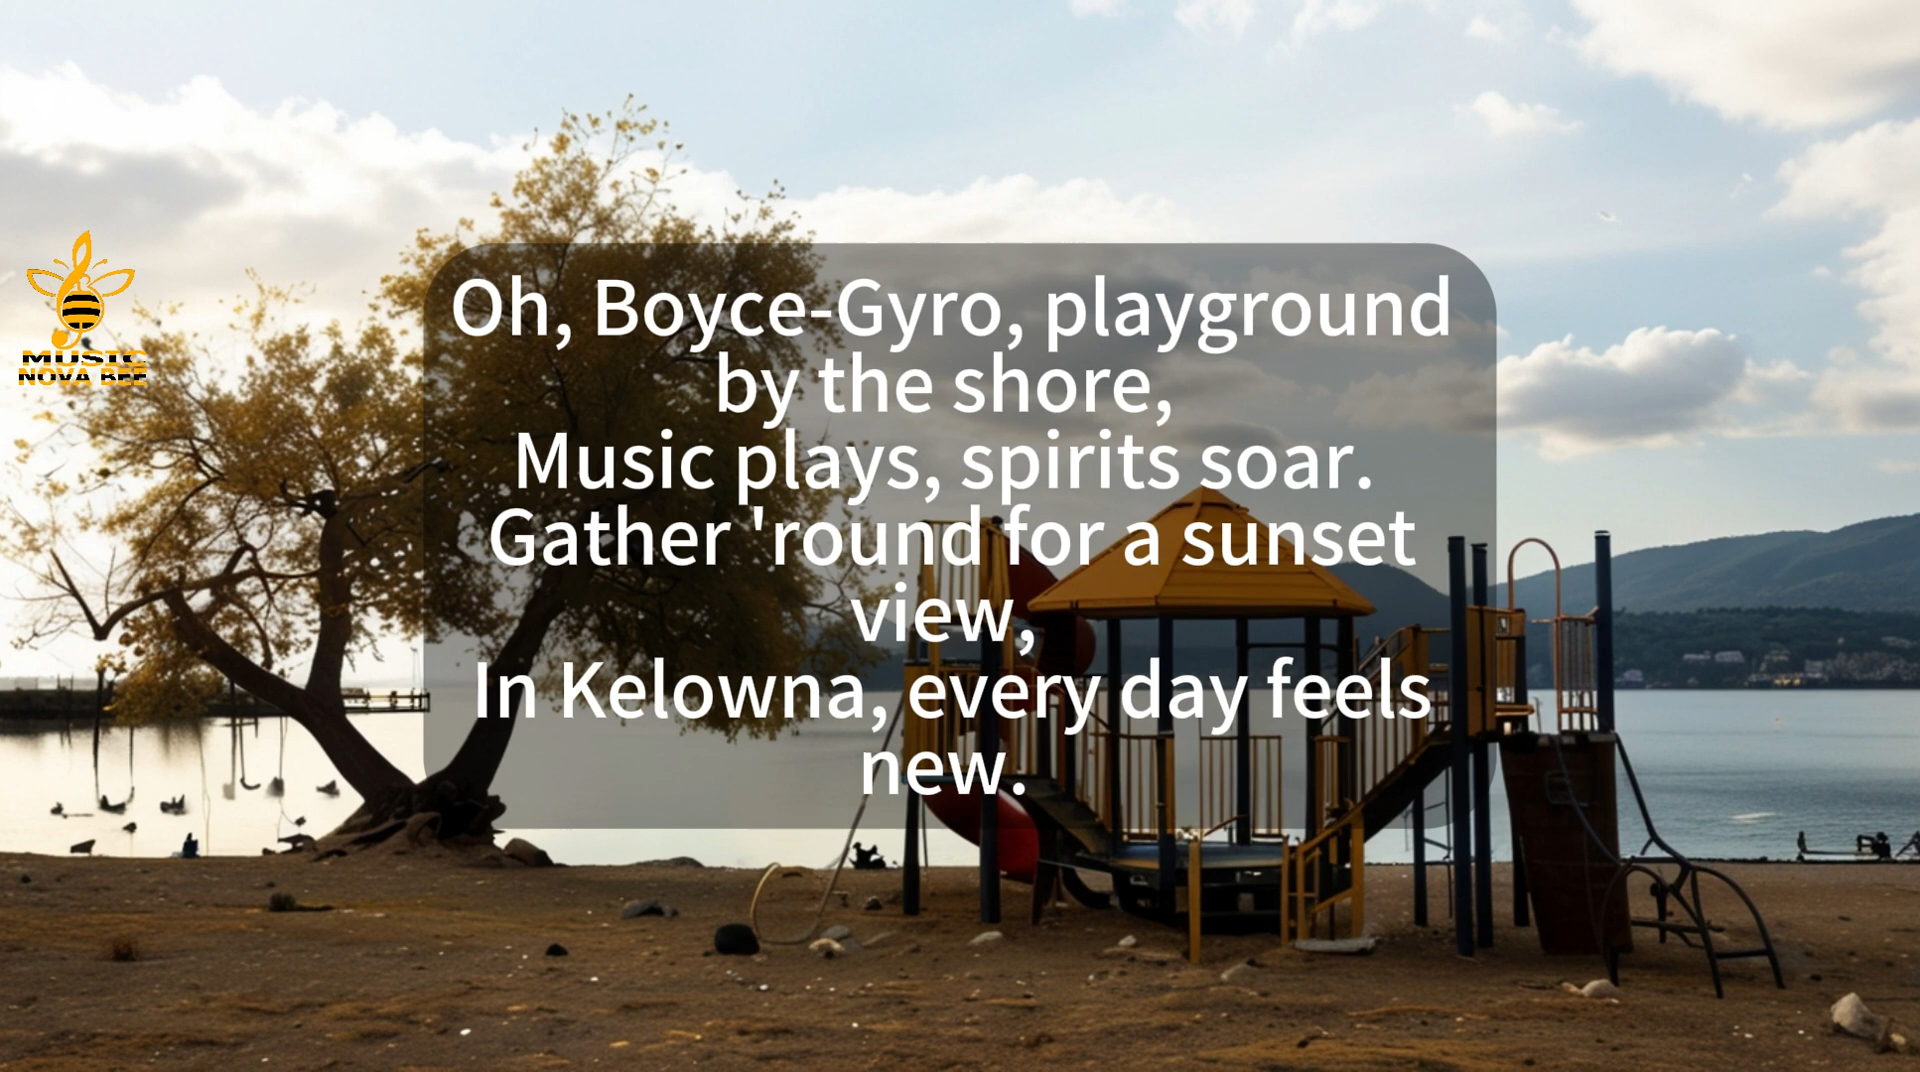 MUSIC
NOVA BEE
Oh, Boyce-Gyro, playground
by the shore,
Music plays, spirits soar.
Gather 'round for a sunset
view,
In Kelowna, every day feels
new.